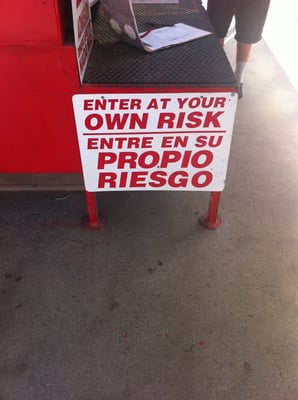 ENTER AT YOUR
OWN RISK
ENTRE EN SU
PROPIO
RIESGO